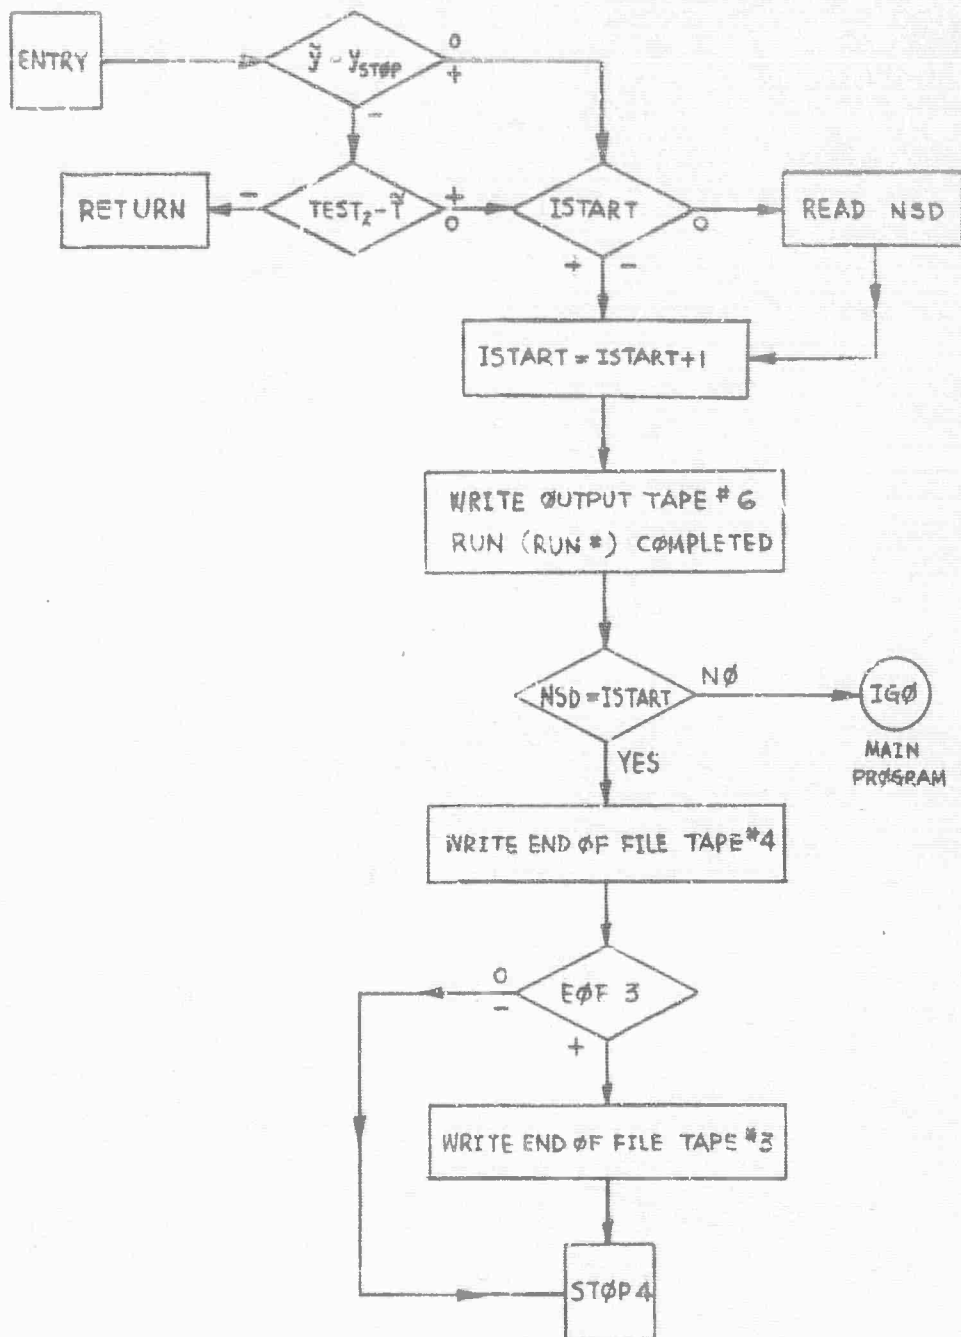 ENTRY
ỹ - ySTØP
0
+
-
RETURN
-
TEST₂-T̃
+
0
ISTART
0
READ NSD
+ -
ISTART = ISTART+1
WRITE ØUTPUT TAPE #6
RUN (RUN #) CØMPLETED
NSD = ISTART
NØ
IGØ
MAIN
PRØGRAM
YES
WRITE END ØF FILE TAPE #4
0
-
EØF 3
+
WRITE END ØF FILE TAPE #3
STØP 4